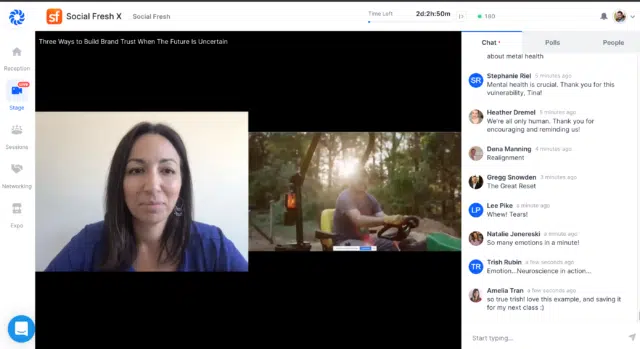 sf Social Fresh X Social Fresh
Time Left 2d:2h:50m
193
Three Ways to Build Brand Trust When The Future Is Uncertain
Reception
Stage
Sessions
Networking
Expo
Chat Polls People
about metal health
SR Stephanie Riel 5 minutes ago
Mental health is crucial. Thank you for this
vulnerability, Tina!
Heather Dremel 5 minutes ago
We're all only human. Thank you for
encouraging and reminding us!
Dena Manning 4 minutes ago
Realignment
Gregg Snowden 3 minutes ago
The Great Reset
LP Lee Pike a minute ago
Whew! Tears!
Natalie Jenereski a minute ago
So many emotions in a minute!
TR Trish Rubin a few seconds ago
Emotion...Neuroscience in action...
Amelia Tran a few seconds ago
so true trish! love this example, and saving it
for my next class :)
Start typing...